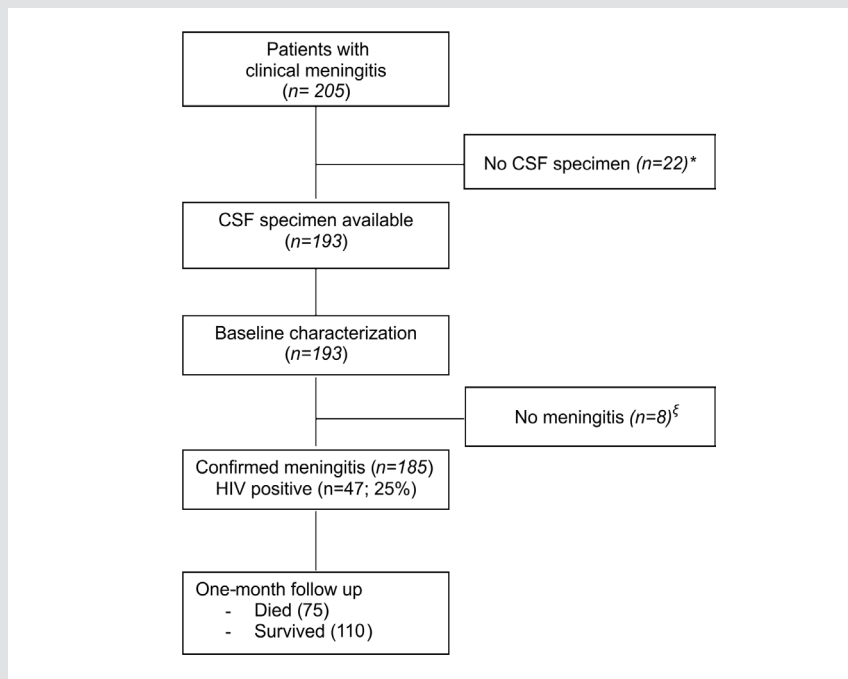 Patients with
clinical meningitis
(n= 205)
No CSF specimen (n=22)*
CSF specimen available
(n=193)
Baseline characterization
(n=193)
No meningitis (n=8)ξ
Confirmed meningitis (n=185)
HIV positive (n=47; 25%)
One-month follow up
- Died (75)
- Survived (110)